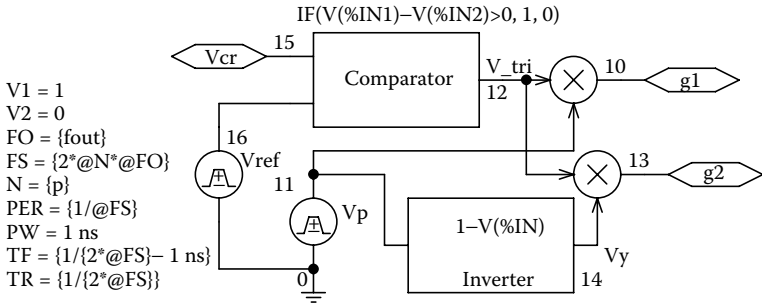 IF(V(%IN1)–V(%IN2)>0, 1, 0)
15
Vcr
Comparator
V_tri
12
10
g1
V1 = 1
V2 = 0
FO = {fout}
FS = {2*@N*@FO}
N = {p}
PER = {1/@FS}
PW = 1 ns
TF = {1/{2*@FS}– 1 ns}
TR = {1/{2*@FS}}
16
Vref
11
Vp
0
13
g2
1–V(%IN)
Inverter
Vy
14